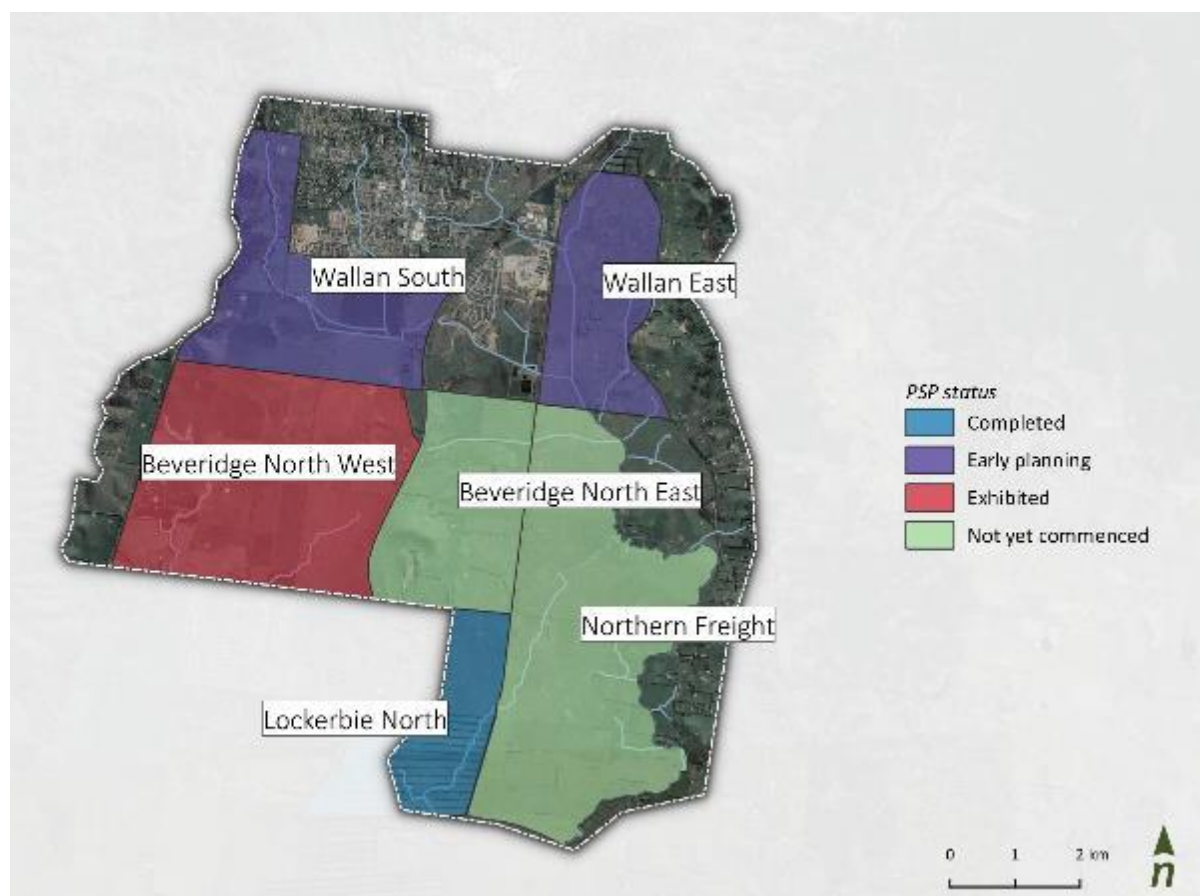 Wallan South
Wallan East
PSP status
Completed
Early planning
Beveridge North West
Exhibited
Beveridge North East
Not yet commenced
Northern Freight
Lockerbie North
0 1 2 km
n